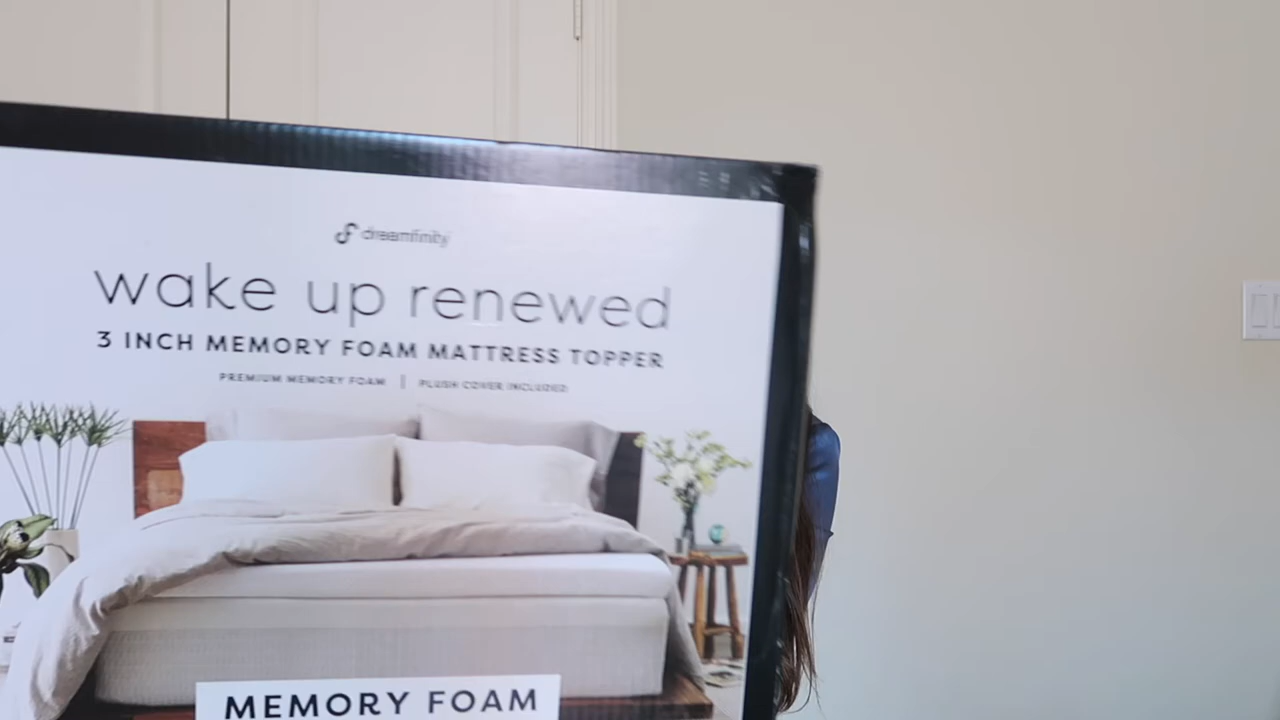 dreamfinity
wake up renewed
3 INCH MEMORY FOAM MATTRESS TOPPER
PREMIUM MEMORY FOAM | PLUSH COVER INCLUDED
MEMORY FOAM